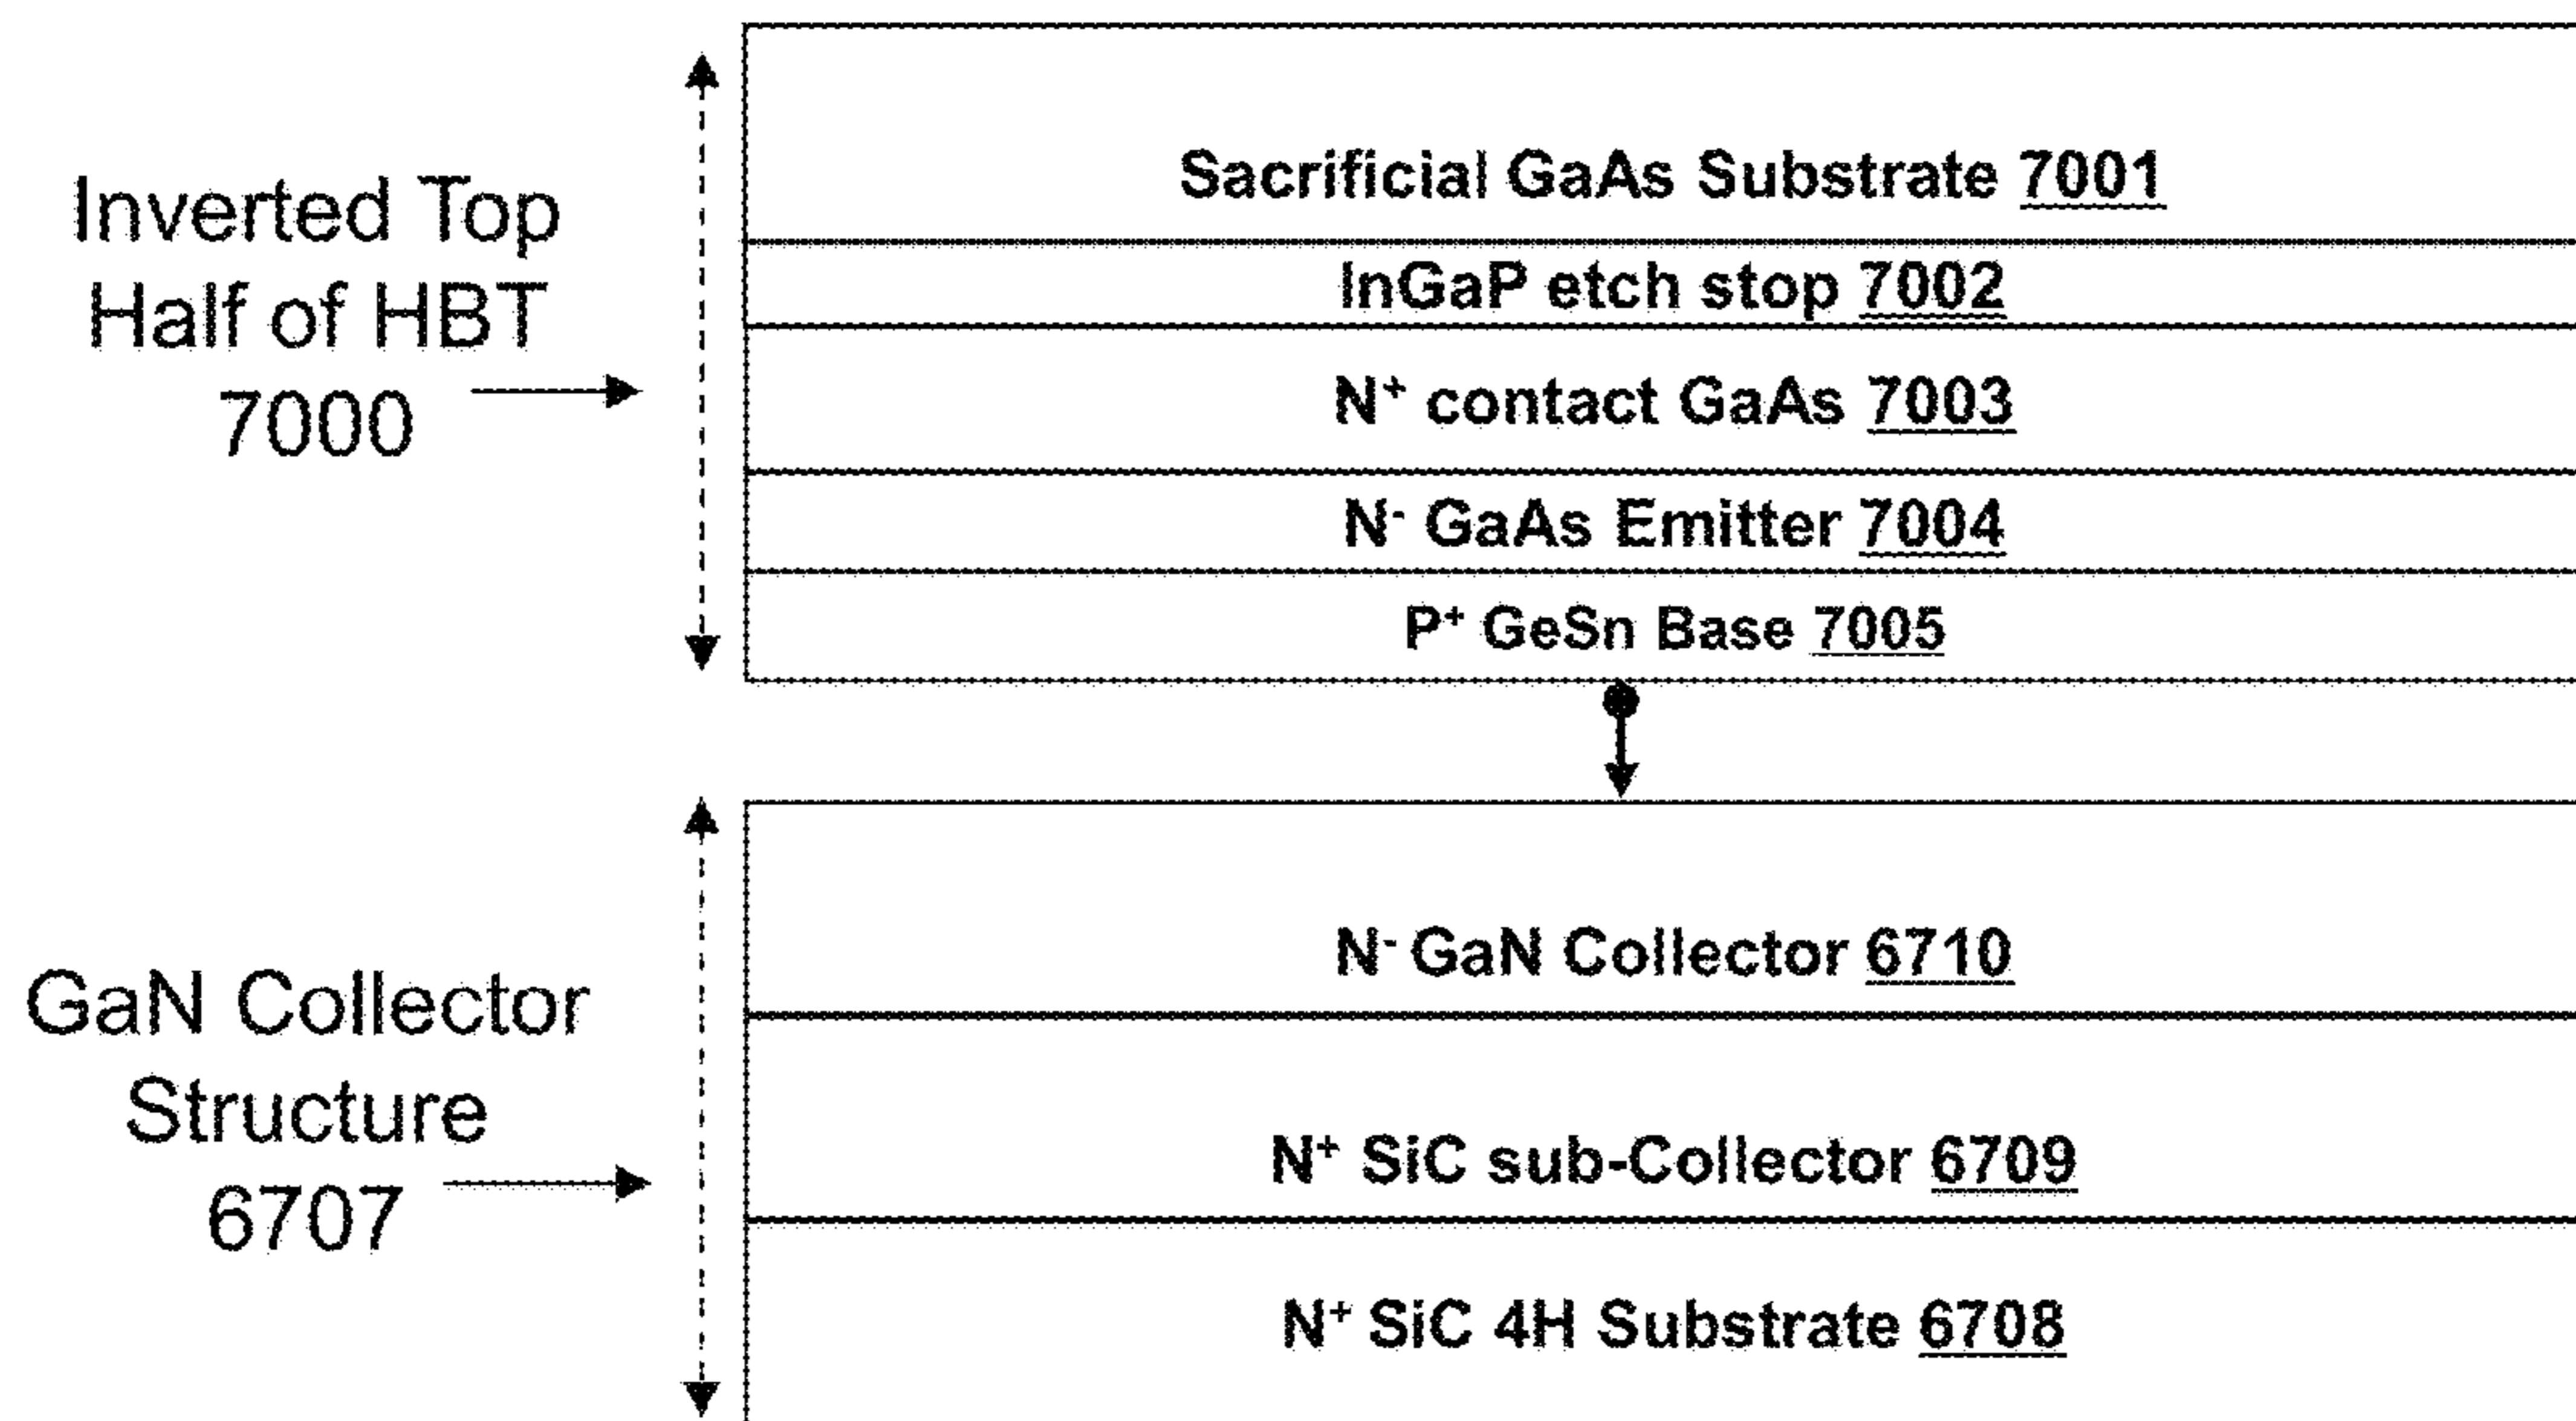 Inverted Top
Half of HBT
7000
Sacrificial GaAs Substrate 7001
InGaP etch stop 7002
N⁺ contact GaAs 7003
N⁻ GaAs Emitter 7004
P⁺ GeSn Base 7005
GaN Collector
Structure
6707
N⁻ GaN Collector 6710
N⁺ SiC sub-Collector 6709
N⁺ SiC 4H Substrate 6708